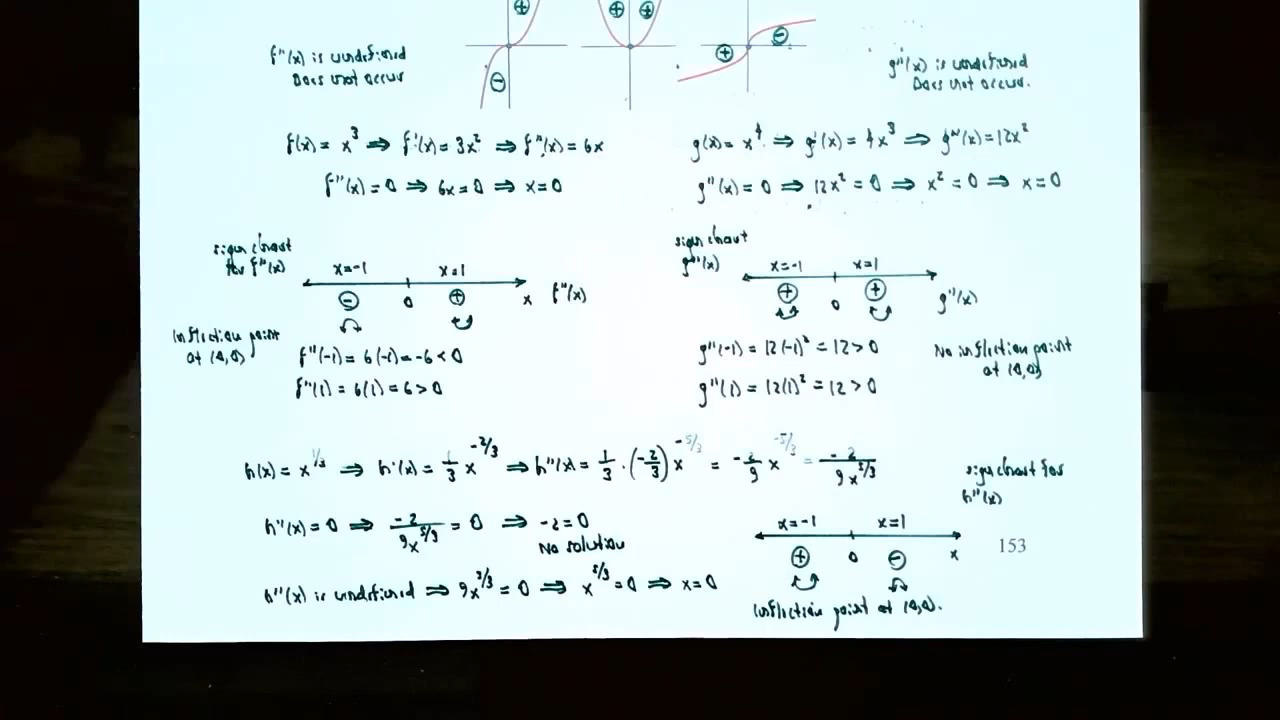 f''(x) is undefined
Does not occur
g''(x) is undefined
Does not occur.
⊕ ⊖ ⊕ ⊕ ⊕ ⊖
f(x) = x³ ⇒ f'(x) = 3x² ⇒ f''(x) = 6x
f''(x) = 0 ⇒ 6x = 0 ⇒ x = 0
g(x) = x⁴ ⇒ g'(x) = 4x³ ⇒ g''(x) = 12x²
g''(x) = 0 ⇒ 12x² = 0 ⇒ x² = 0 ⇒ x = 0
sign chart
for f''(x)
x=-1 x=1
⊖ 0 ⊕ x f''(x)
Infliction point
at (0,0)
f''(-1) = 6(-1) = -6 < 0
f''(1) = 6(1) = 6 > 0
sign chart
g''(x)
x=-1 x=1
⊕ 0 ⊕ g''(x)
g''(-1) = 12(-1)² = 12 > 0
g''(1) = 12(1)² = 12 > 0
No infliction point
at (0,0)
h(x) = x^1/3 ⇒ h'(x) = 1/3 x^-2/3 ⇒ h''(x) = 1/3 · (-2/3) x^-5/3 = -2/9 x^-5/3 = -2/9x^5/3
h''(x) = 0 ⇒ -2/9x^5/3 = 0 ⇒ -2 = 0
No solution
h''(x) is undefined ⇒ 9x^5/3 = 0 ⇒ x^5/3 = 0 ⇒ x = 0
sign chart for
h''(x)
x=-1 x=1
⊕ 0 ⊖ x
Infliction point at (0,0).
153